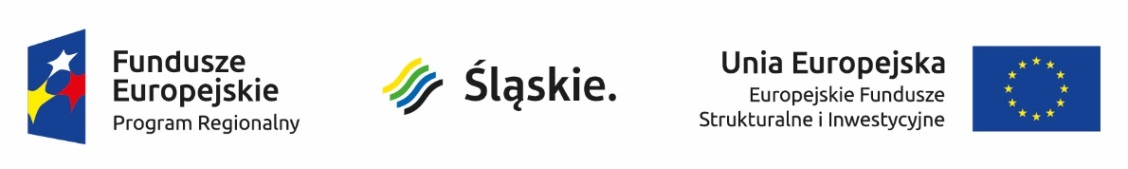 Fundusze
Europejskie
Program Regionalny
Śląskie.
Unia Europejska
Europejskie Fundusze
Strukturalne i Inwestycyjne